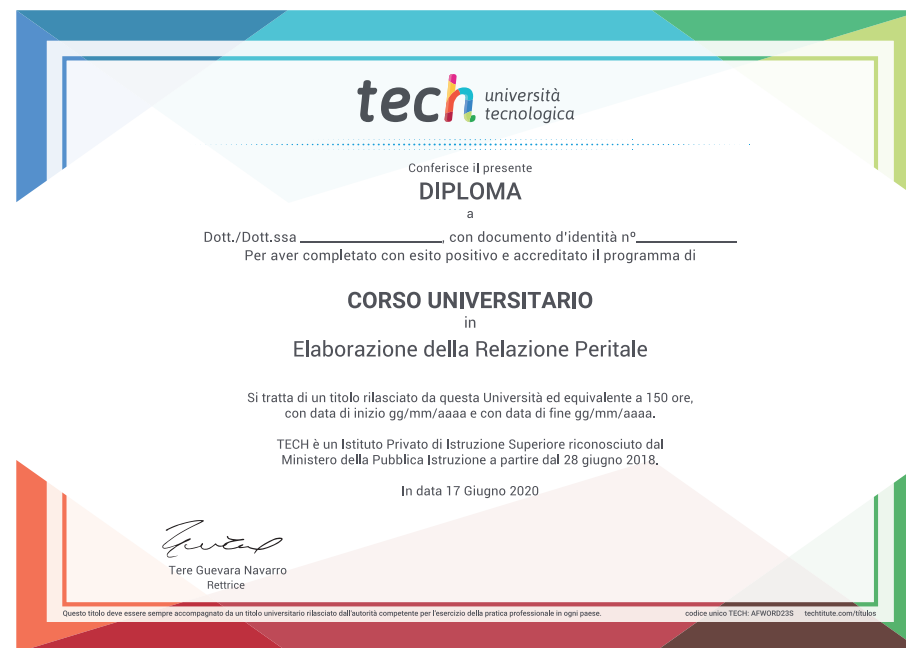 tech università
tecnologica
Conferisce il presente
DIPLOMA
a
Dott./Dott.ssa ________________, con documento d'identità nº____________
Per aver completato con esito positivo e accreditato il programma di
CORSO UNIVERSITARIO
in
Elaborazione della Relazione Peritale
Si tratta di un titolo rilasciato da questa Università ed equivalente a 150 ore,
con data di inizio gg/mm/aaaa e con data di fine gg/mm/aaaa.
TECH è un Istituto Privato di Istruzione Superiore riconosciuto dal
Ministero della Pubblica Istruzione a partire dal 28 giugno 2018.
In data 17 Giugno 2020
Tere Guevara Navarro
Rettrice
Questo titolo deve essere sempre accompagnato da un titolo universitario rilasciato dall'autorità competente per l'esercizio della pratica professionale in ogni paese. codice unico TECH: AFWORD23S techtitute.com/títulos